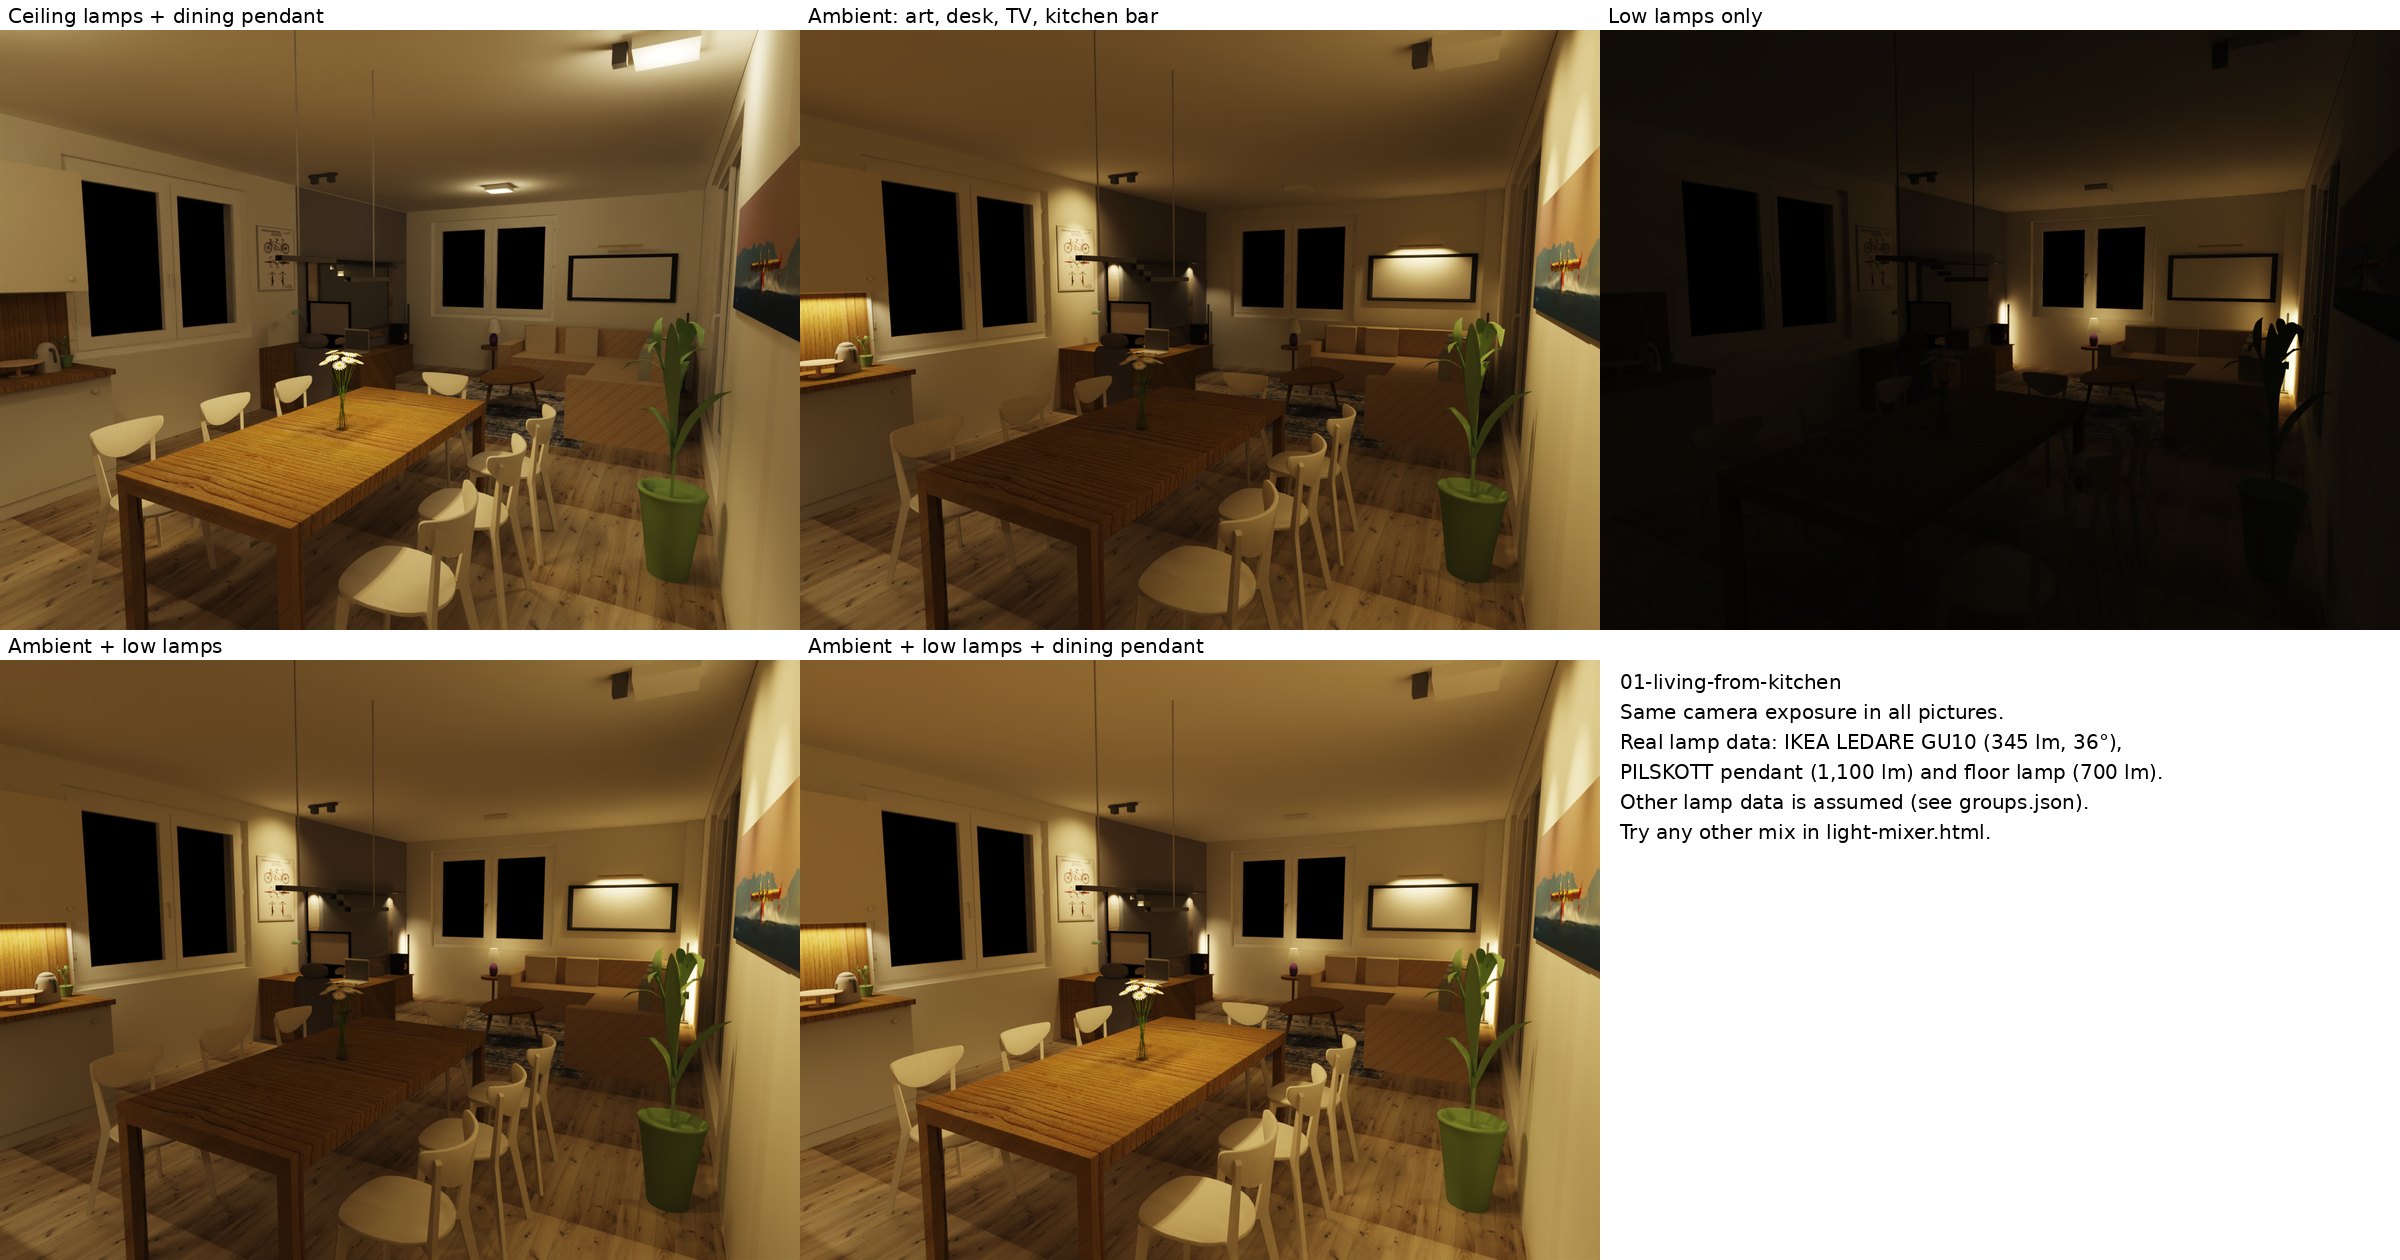 Ceiling lamps + dining pendant
Ambient: art, desk, TV, kitchen bar
Low lamps only
Ambient + low lamps
Ambient + low lamps + dining pendant
01-living-from-kitchen
Same camera exposure in all pictures.
Real lamp data: IKEA LEDARE GU10 (345 lm, 36°),
PILSKOTT pendant (1,100 lm) and floor lamp (700 lm).
Other lamp data is assumed (see groups.json).
Try any other mix in light-mixer.html.